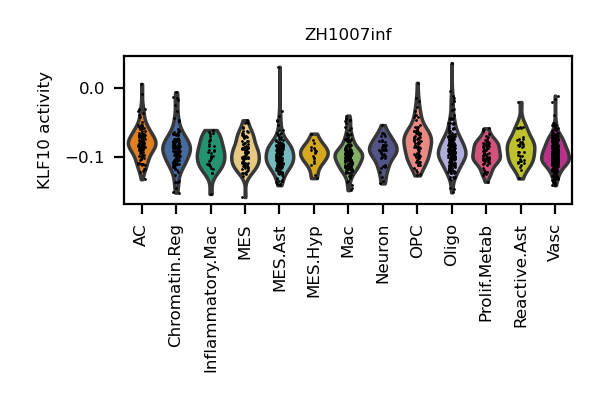 ZH1007inf
KLF10 activity
0.0
−0.1
AC
Chromatin.Reg
Inflammatory.Mac
MES
MES.Ast
MES.Hyp
Mac
Neuron
OPC
Oligo
Prolif.Metab
Reactive.Ast
Vasc